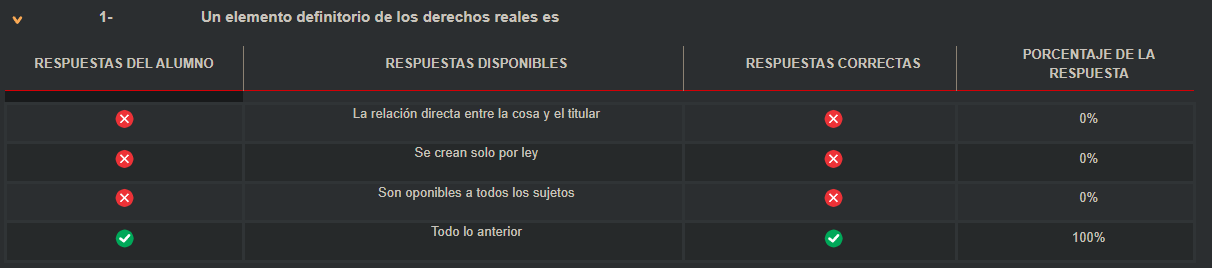 1- Un elemento definitorio de los derechos reales es
RESPUESTAS DEL ALUMNO RESPUESTAS DISPONIBLES RESPUESTAS CORRECTAS PORCENTAJE DE LA
RESPUESTA
La relación directa entre la cosa y el titular 0%
Se crean solo por ley 0%
Son oponibles a todos los sujetos 0%
Todo lo anterior 100%